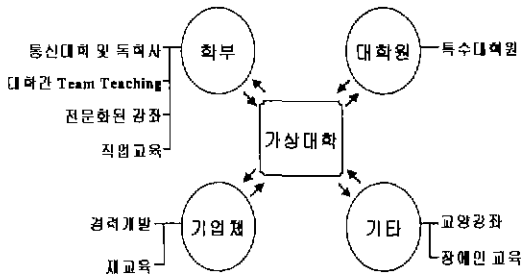 통신대학 및 독학사
학부
대학원
특수대학원
대학간 Team Teaching
전문화된 강좌
직업교육
가상대학
경력개발
기업체
기타
교양강좌
재교육
장애인 교육